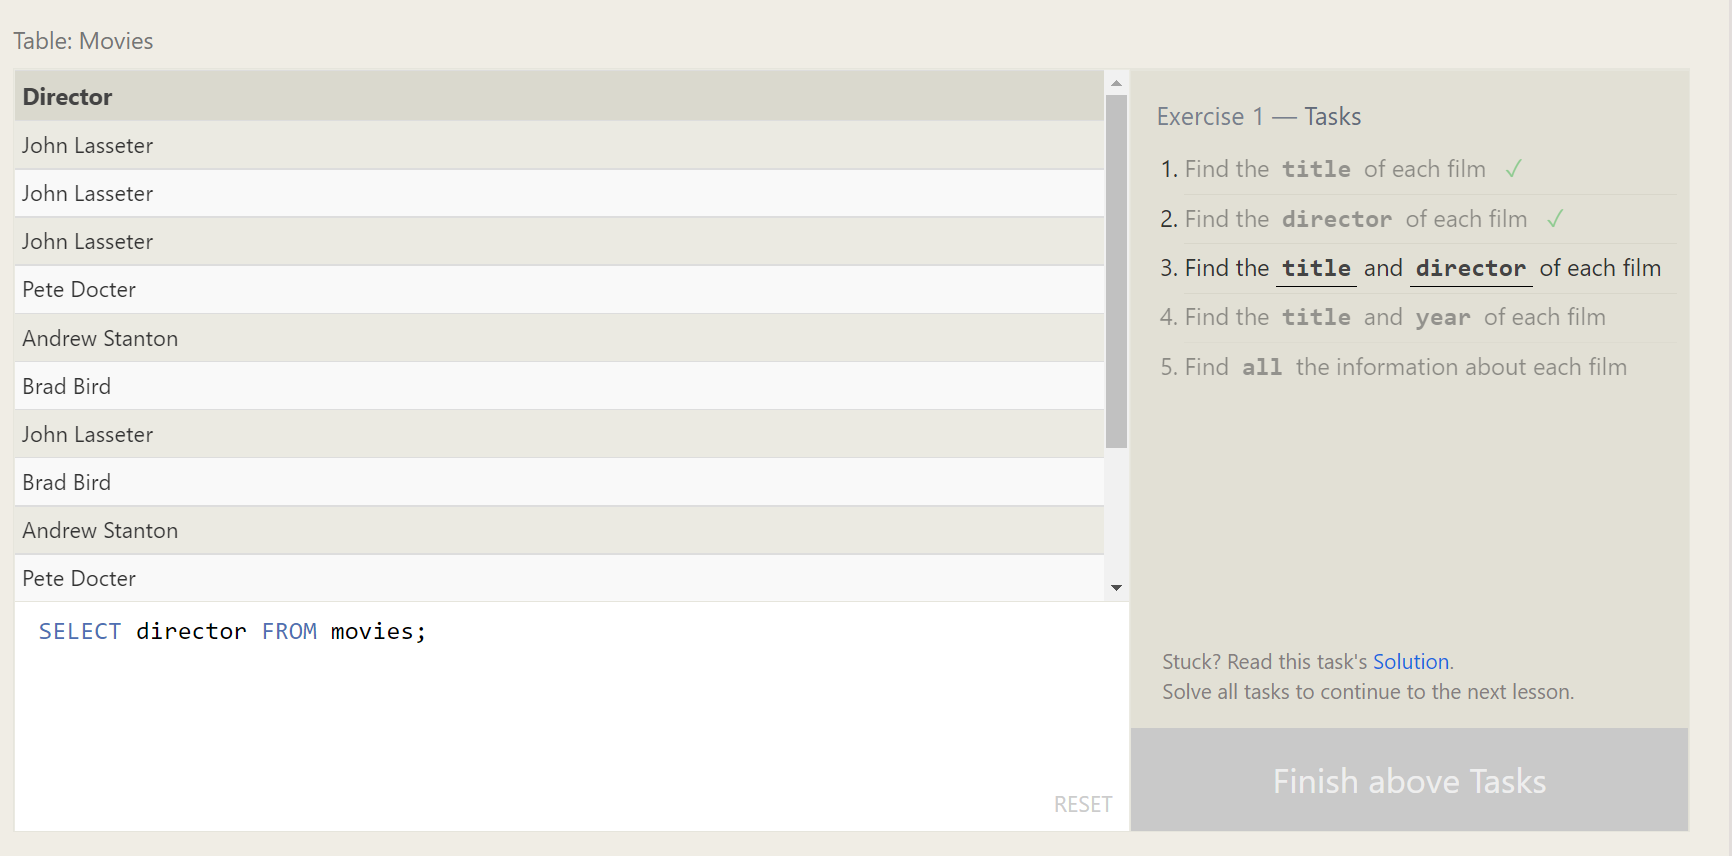 Table: Movies
Director
John Lasseter
John Lasseter
John Lasseter
Pete Docter
Andrew Stanton
Brad Bird
John Lasseter
Brad Bird
Andrew Stanton
Pete Docter
SELECT director FROM movies;
RESET
Exercise 1 — Tasks
1. Find the title of each film ✓
2. Find the director of each film ✓
3. Find the title and director of each film
4. Find the title and year of each film
5. Find all the information about each film
Stuck? Read this task's Solution.
Solve all tasks to continue to the next lesson.
Finish above Tasks